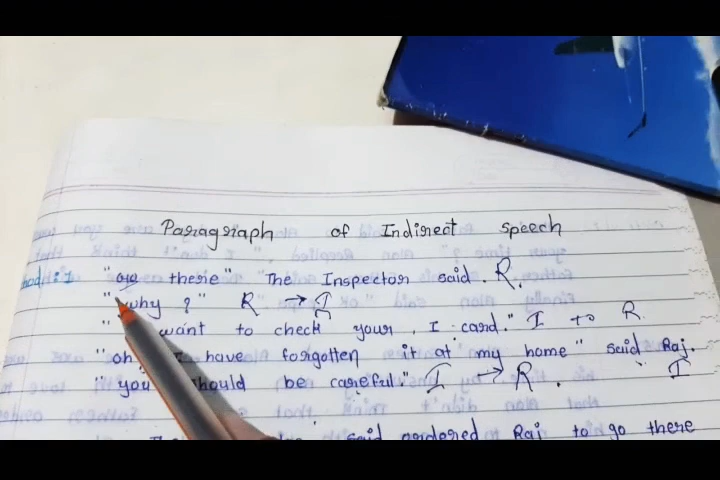 Paragraph of Indirect speech
hod: I "go there" The Inspector said. R.
"why ?" R → I
" want to check your I card." I to R
"oh, I have forgotten it at my home" said Raj.
"you should be careful." I → R. I
said ordered Raj to go there